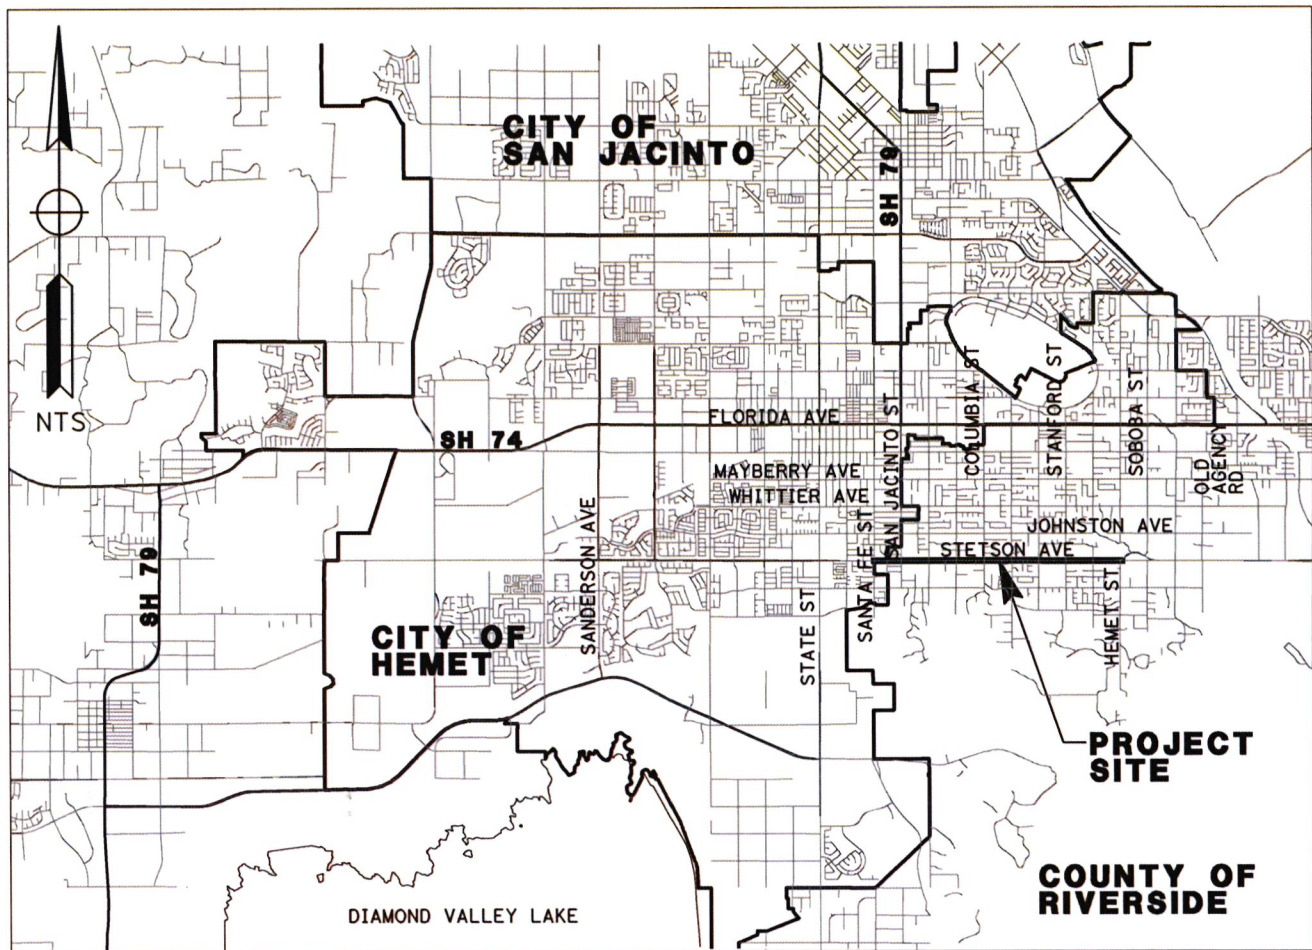 CITY OF
SAN JACINTO
SH 79
NTS
FLORIDA AVE
SH 74
MAYBERRY AVE
WHITTIER AVE
SAN JACINTO ST
COLUMBIA ST
STANFORD ST
SOBOBA ST
OLD
AGENCY
RD
SANDERSON AVE
JOHNSTON AVE
STETSON AVE
SH 79
SANTA FE ST
STATE ST
HEMET ST
CITY OF
HEMET
PROJECT
SITE
COUNTY OF
RIVERSIDE
DIAMOND VALLEY LAKE